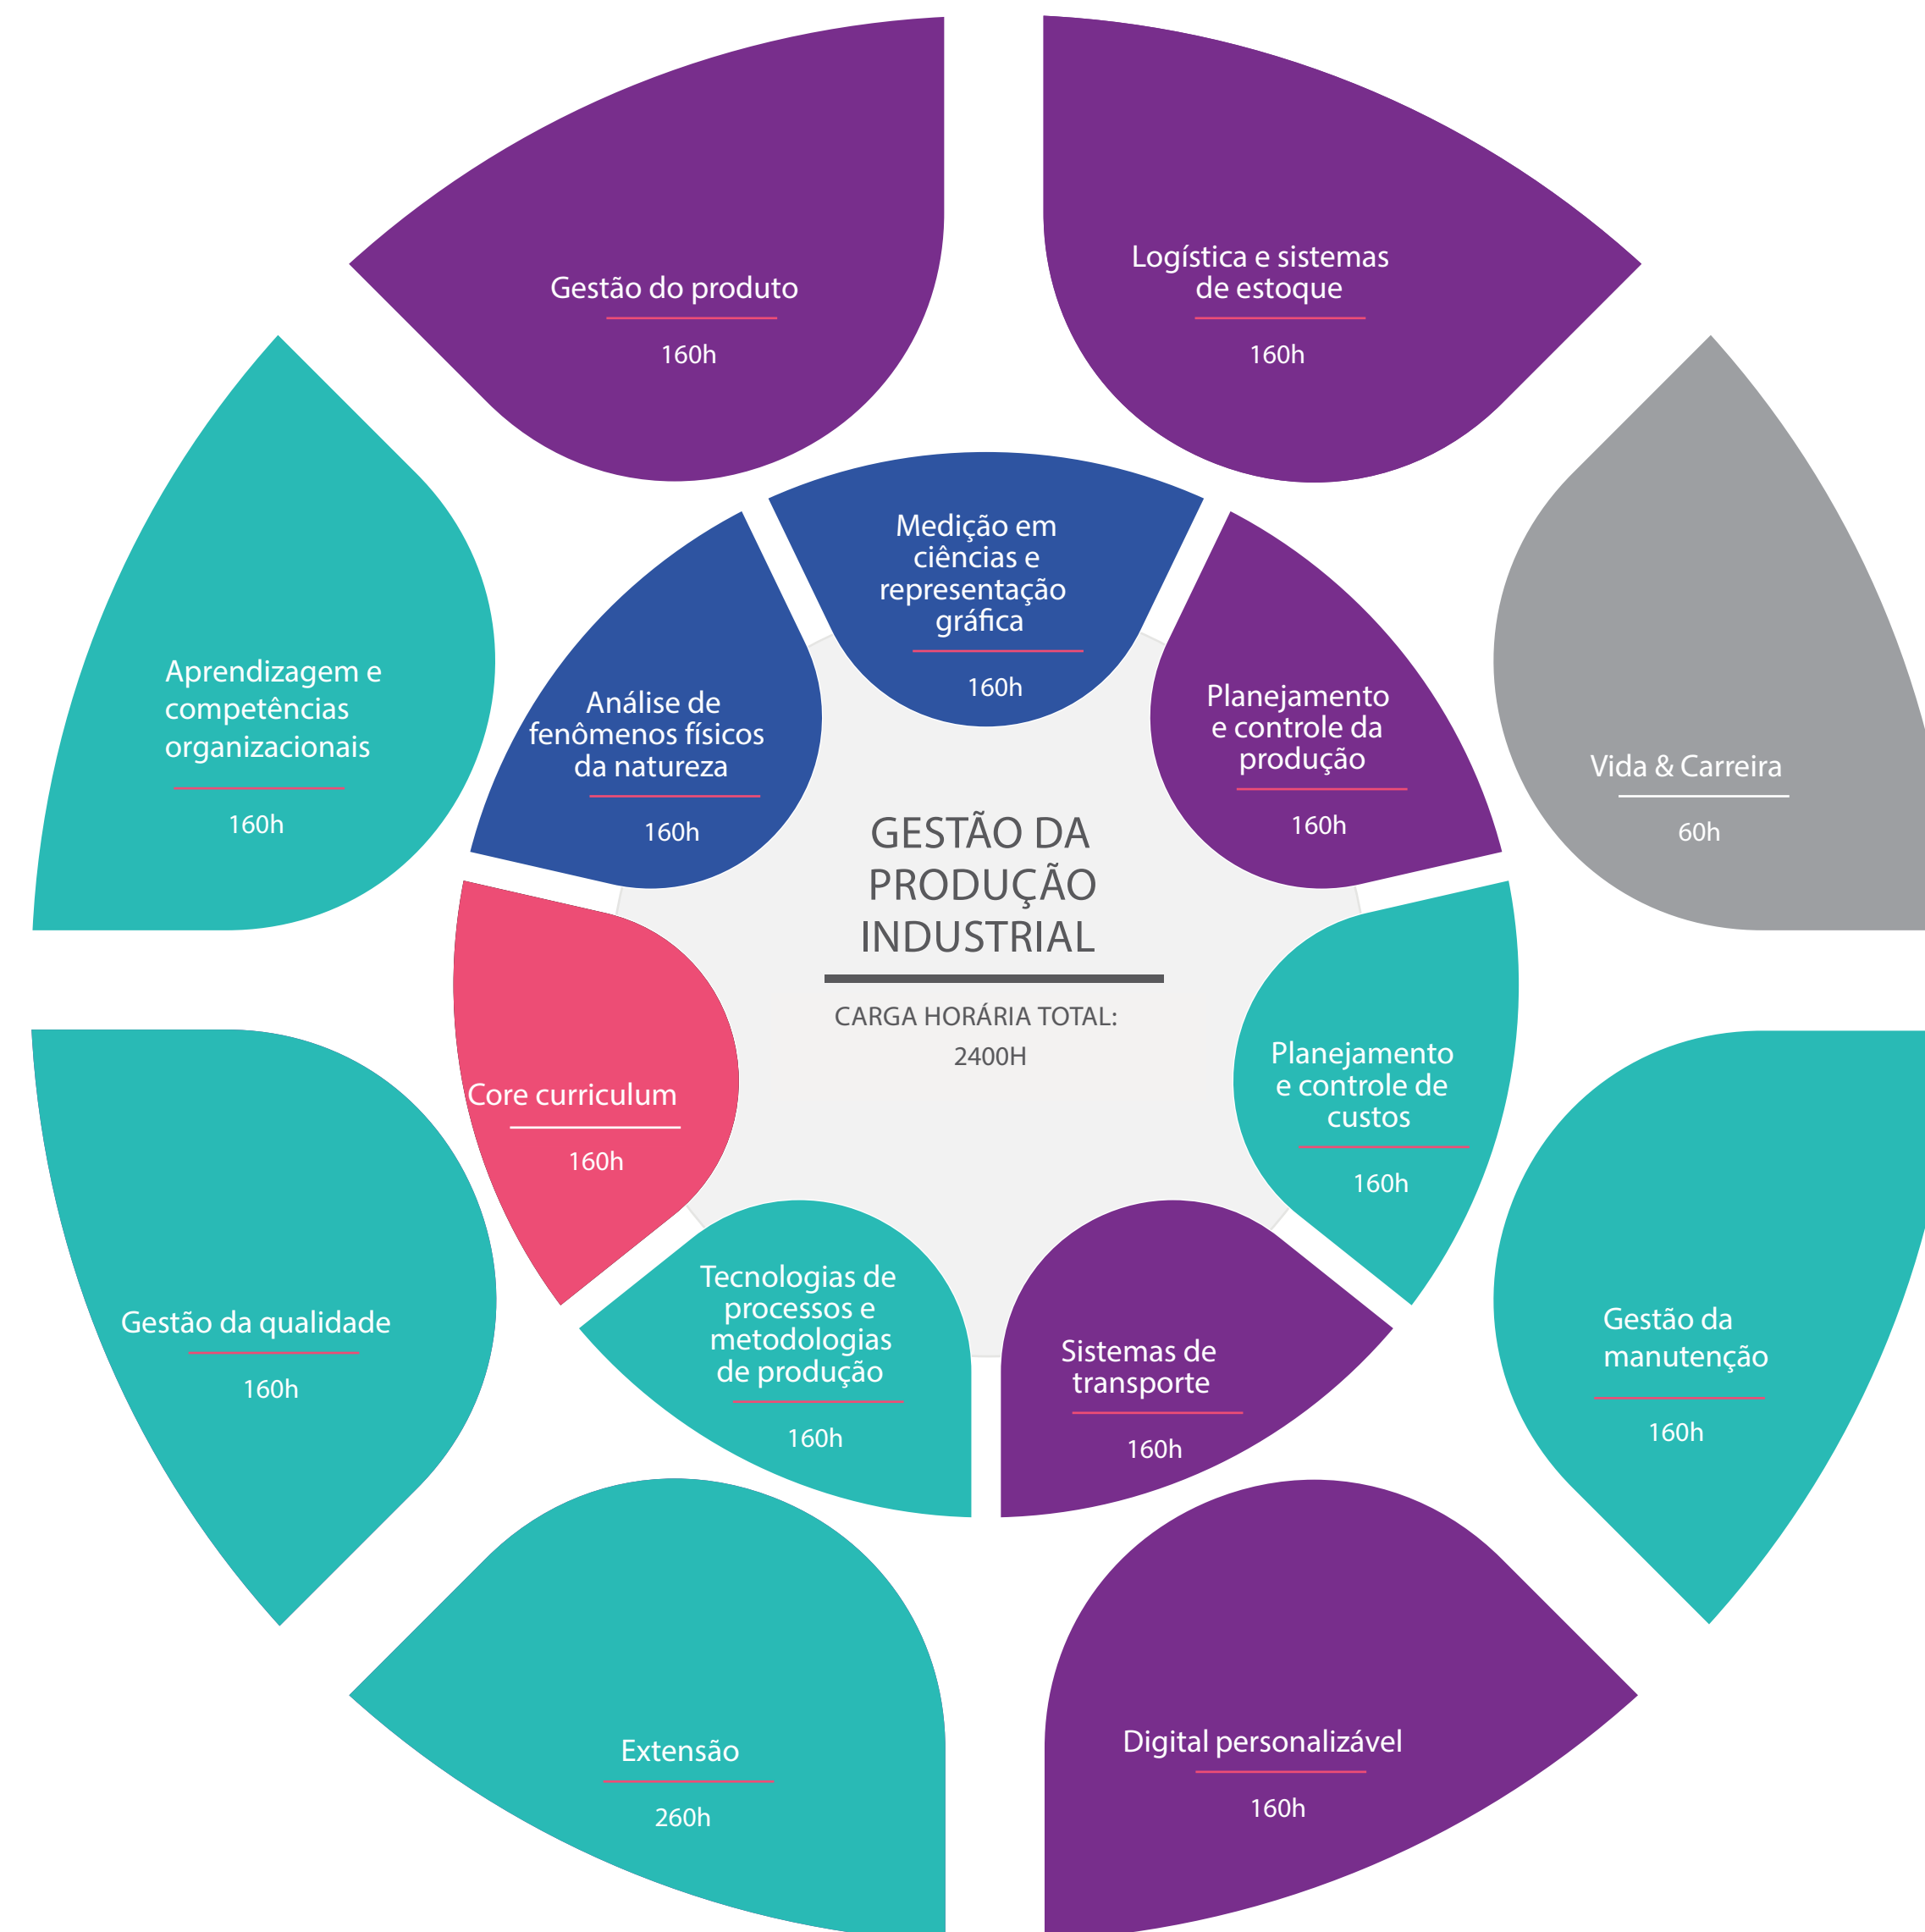 Gestão do produto
160h
Logística e sistemas
de estoque
160h
Medição em
ciências e
representação
gráfica
160h
Aprendizagem e
competências
organizacionais
160h
Análise de
fenômenos físicos
da natureza
160h
Planejamento
e controle da
produção
160h
Vida & Carreira
60h
GESTÃO DA
PRODUÇÃO
INDUSTRIAL
CARGA HORÁRIA TOTAL:
2400H
Core curriculum
160h
Planejamento
e controle de
custos
160h
Gestão da qualidade
160h
Tecnologias de
processos e
metodologias
de produção
160h
Sistemas de
transporte
160h
Gestão da
manutenção
160h
Extensão
260h
Digital personalizável
160h